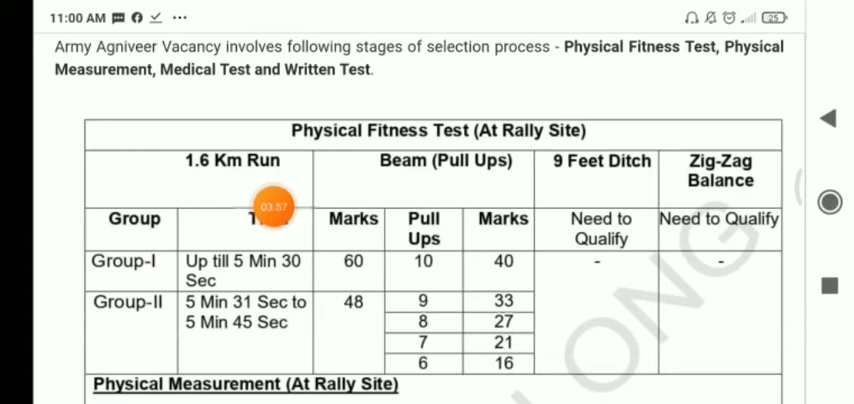 11:00 AM
25
Army Agniveer Vacancy involves following stages of selection process - Physical Fitness Test, Physical
Measurement, Medical Test and Written Test.
Physical Fitness Test (At Rally Site)
1.6 Km Run Beam (Pull Ups) 9 Feet Ditch Zig-Zag
Balance
03:57
Group Marks Pull
Ups Marks Need to
Qualify Need to Qualify
Group-I Up till 5 Min 30
Sec 60 10 40 - -
Group-II 5 Min 31 Sec to
5 Min 45 Sec 48 9 33
8 27
7 21
6 16
Physical Measurement (At Rally Site)
LONG